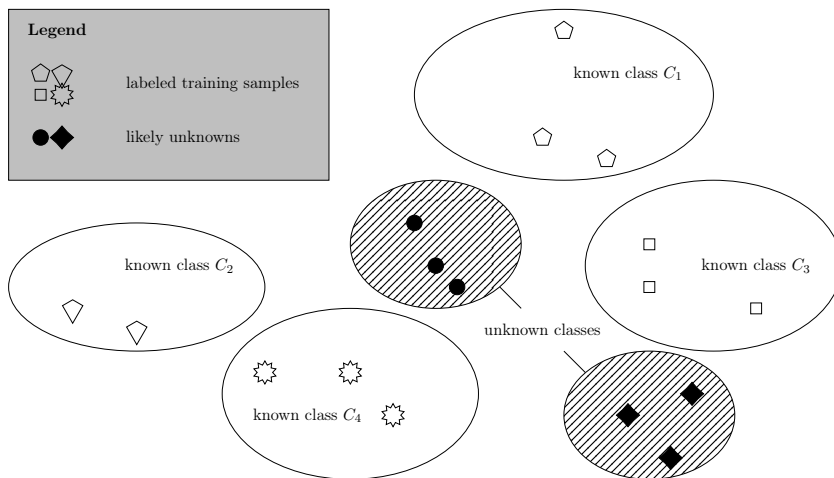 Legend
labeled training samples
likely unknowns
known class C₁
known class C₂
known class C₃
unknown classes
known class C₄